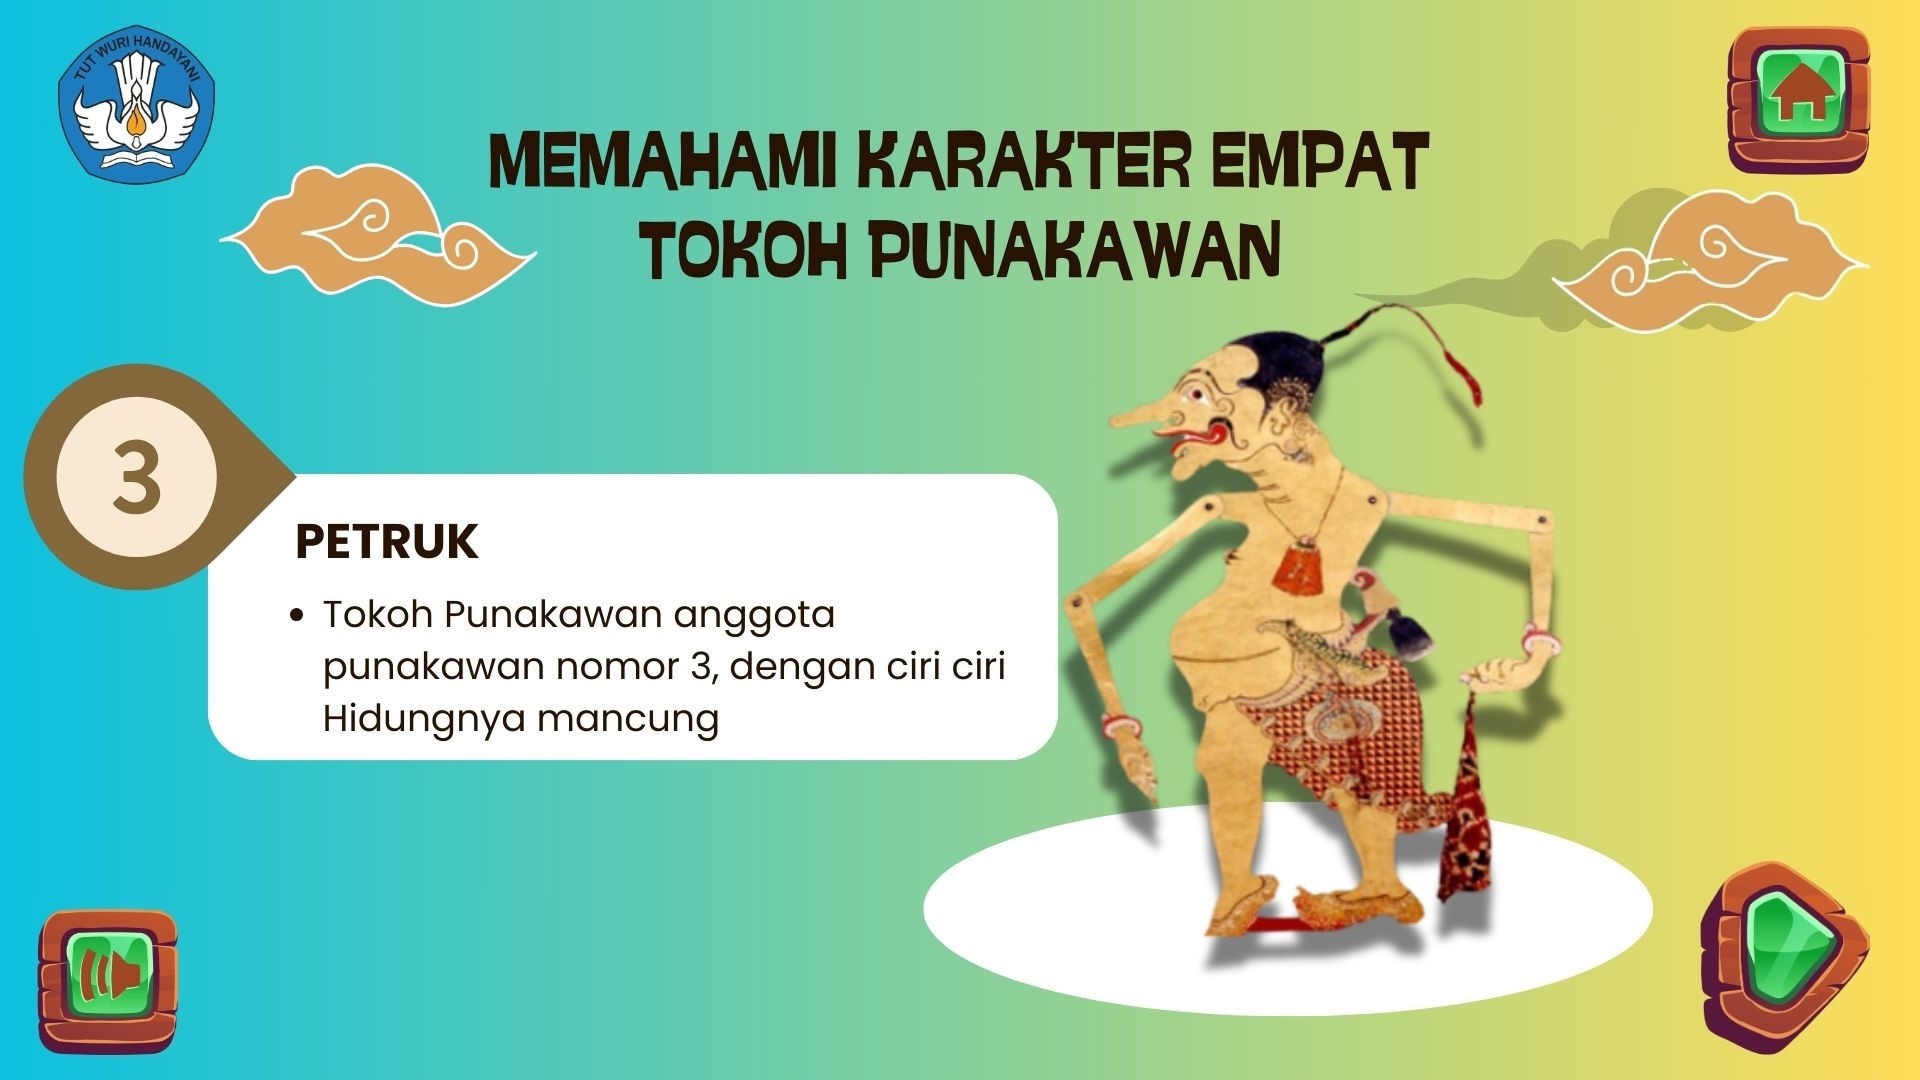 TUT WURI HANDAYANI
MEMAHAMI KARAKTER EMPAT
TOKOH PUNAKAWAN
3
PETRUK
• Tokoh Punakawan anggota
punakawan nomor 3, dengan ciri ciri
Hidungnya mancung